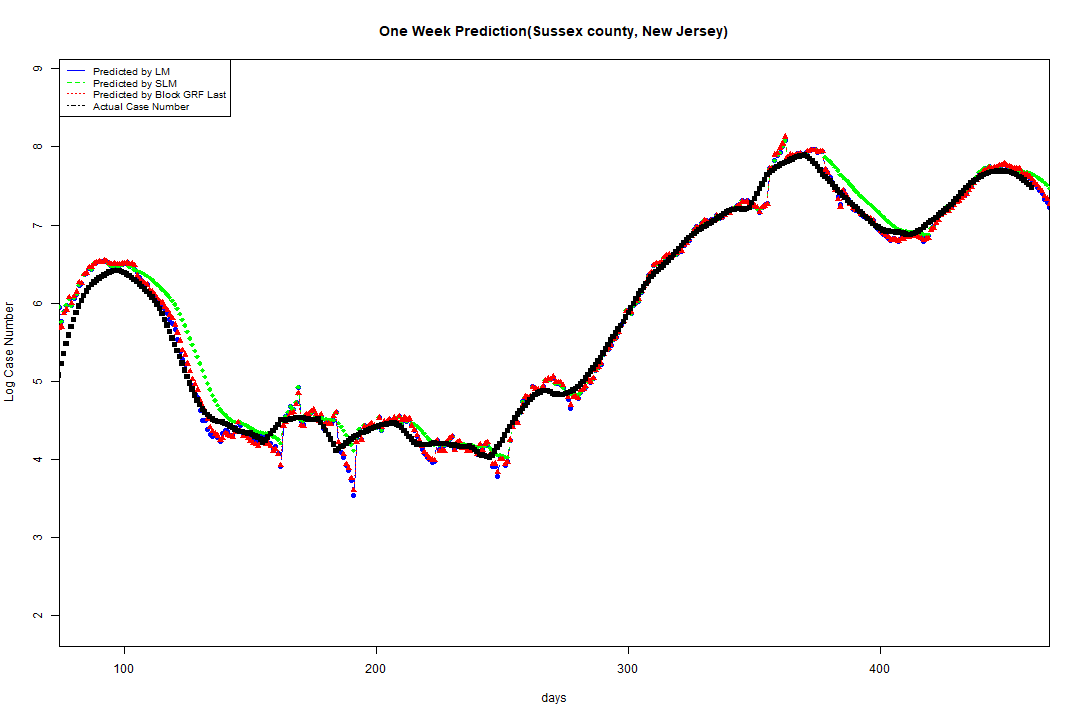 One Week Prediction(Sussex county, New Jersey)
Predicted by LM
Predicted by SLM
Predicted by Block GRF Last
Actual Case Number
Log Case Number
9
8
7
6
5
4
3
2
100 200 300 400
days